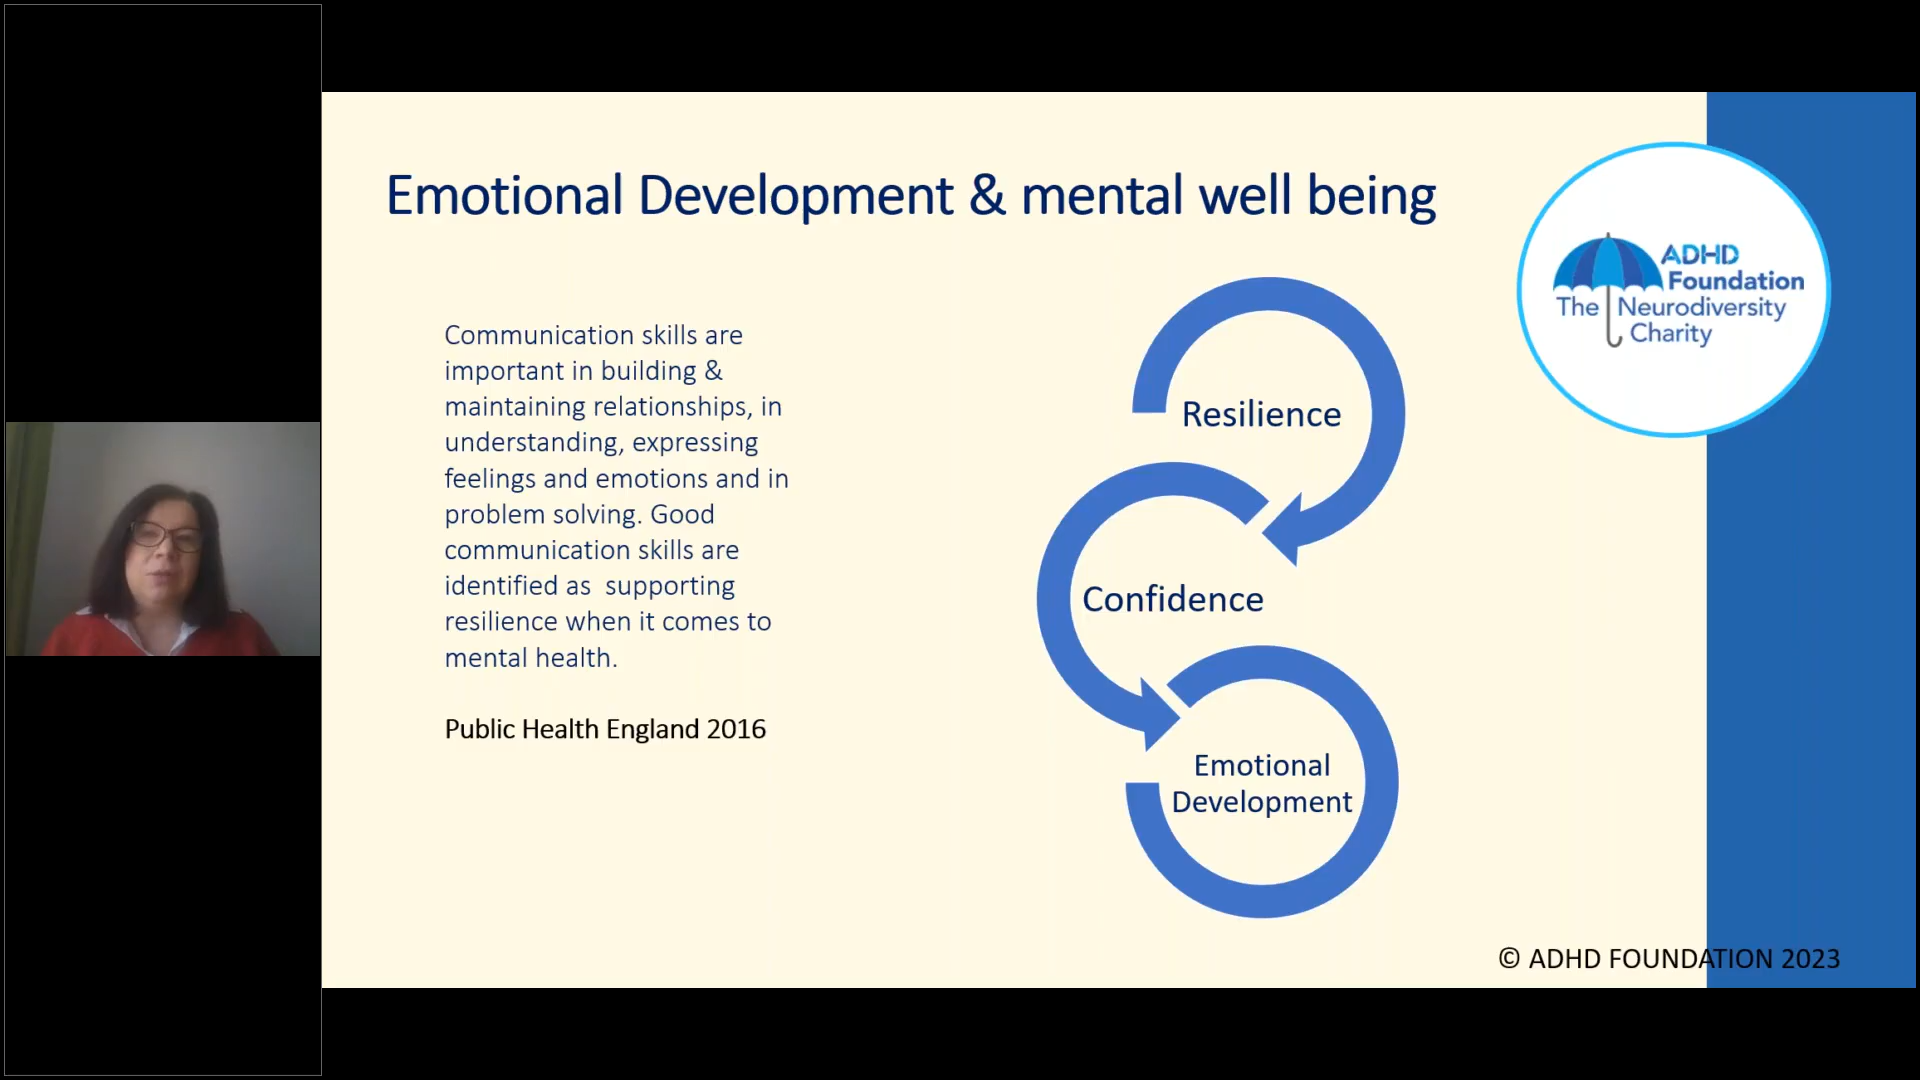 Emotional Development & mental well being
Communication skills are
important in building &
maintaining relationships, in
understanding, expressing
feelings and emotions and in
problem solving. Good
communication skills are
identified as  supporting
resilience when it comes to
mental health.
Public Health England 2016
Resilience
Confidence
Emotional
Development
ADHD
Foundation
The Neurodiversity
Charity
© ADHD FOUNDATION 2023